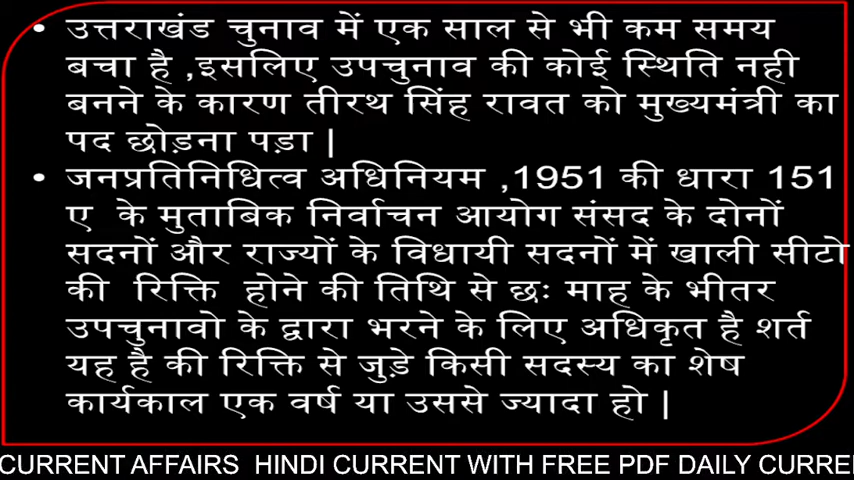 • उत्तराखंड चुनाव में एक साल से भी कम समय
बचा है ,इसलिए उपचुनाव की कोई स्थिति नही
बनने के कारण तीरथ सिंह रावत को मुख्यमंत्री का
पद छोड़ना पड़ा |
• जनप्रतिनिधित्व अधिनियम ,1951 की धारा 151
ए के मुताबिक निर्वाचन आयोग संसद के दोनों
सदनों और राज्यों के विधायी सदनों में खाली सीटो
की रिक्ति होने की तिथि से छः माह के भीतर
उपचुनावो के द्वारा भरने के लिए अधिकृत है शर्त
यह है की रिक्ति से जुड़े किसी सदस्य का शेष
कार्यकाल एक वर्ष या उससे ज्यादा हो |
CURRENT AFFAIRS HINDI CURRENT WITH FREE PDF DAILY CURRE